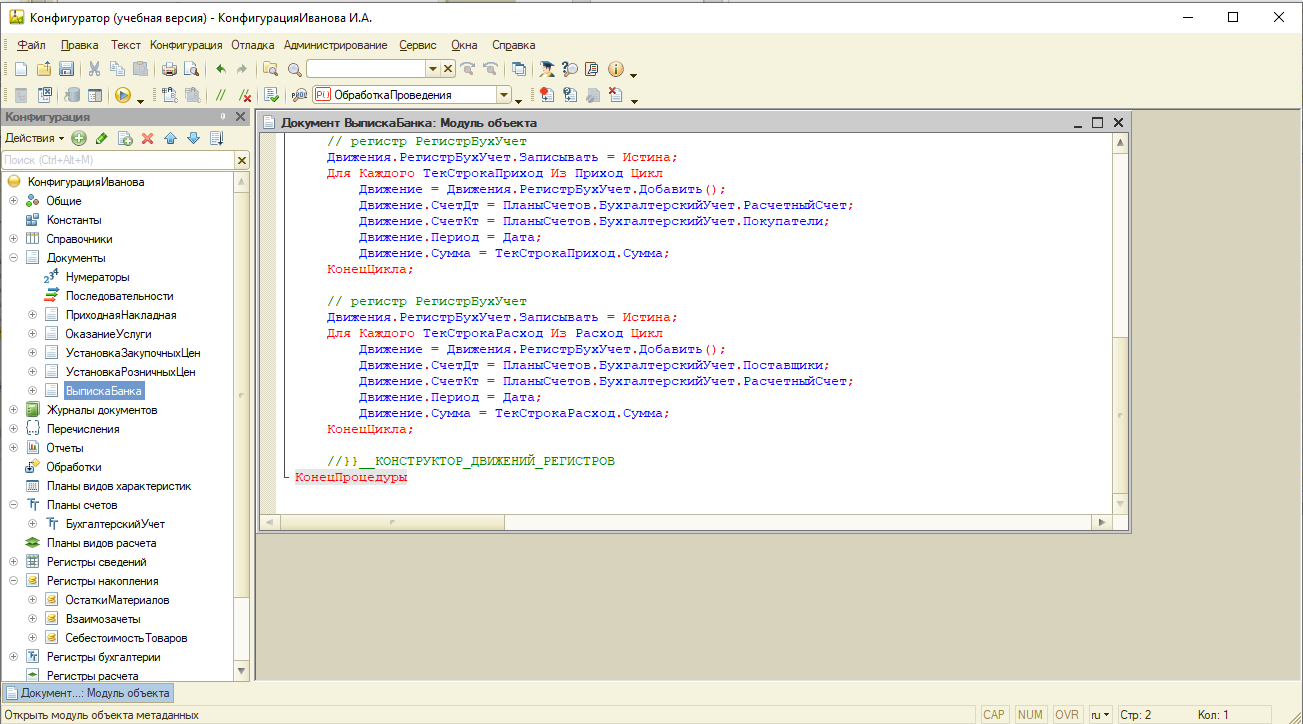 Конфигуратор (учебная версия) - КонфигурацияИванова И.А.
Файл Правка Текст Конфигурация Отладка Администрирование Сервис Окна Справка
ОбработкаПроведения
Конфигурация
Действия
Поиск (Ctrl+Alt+M)
КонфигурацияИванова
Общие
Константы
Справочники
Документы
Нумераторы
Последовательности
ПриходнаяНакладная
ОказаниеУслуги
УстановкаЗакупочныхЦен
УстановкаРозничныхЦен
ВыпискаБанка
Журналы документов
Перечисления
Отчеты
Обработки
Планы видов характеристик
Планы счетов
БухгалтерскийУчет
Планы видов расчета
Регистры сведений
Регистры накопления
ОстаткиМатериалов
Взаимозачеты
СебестоимостьТоваров
Регистры бухгалтерии
Регистры расчета
Документ ВыпискаБанка: Модуль объекта
// регистр РегистрБухУчет
Движения.РегистрБухУчет.Записывать = Истина;
Для Каждого ТекСтрокаПриход Из Приход Цикл
Движение = Движения.РегистрБухУчет.Добавить();
Движение.СчетДт = ПланыСчетов.БухгалтерскийУчет.РасчетныйСчет;
Движение.СчетКт = ПланыСчетов.БухгалтерскийУчет.Покупатели;
Движение.Период = Дата;
Движение.Сумма = ТекСтрокаПриход.Сумма;
КонецЦикла;
// регистр РегистрБухУчет
Движения.РегистрБухУчет.Записывать = Истина;
Для Каждого ТекСтрокаРасход Из Расход Цикл
Движение = Движения.РегистрБухУчет.Добавить();
Движение.СчетДт = ПланыСчетов.БухгалтерскийУчет.Поставщики;
Движение.СчетКт = ПланыСчетов.БухгалтерскийУчет.РасчетныйСчет;
Движение.Период = Дата;
Движение.Сумма = ТекСтрокаРасход.Сумма;
КонецЦикла;
//}}__КОНСТРУКТОР_ДВИЖЕНИЙ_РЕГИСТРОВ
КонецПроцедуры
Документ...: Модуль объекта
Открыть модуль объекта метаданных
CAP NUM OVR ru Стр: 2 Кол: 1